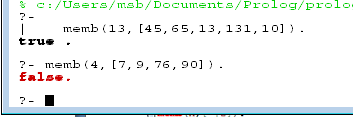 % c:/Users/msb/Documents/Prolog/prolo
?-
|    memb(13, [45,65,13,131,10]).
true .
?- memb(4, [7,9,76,90]).
false.
?-